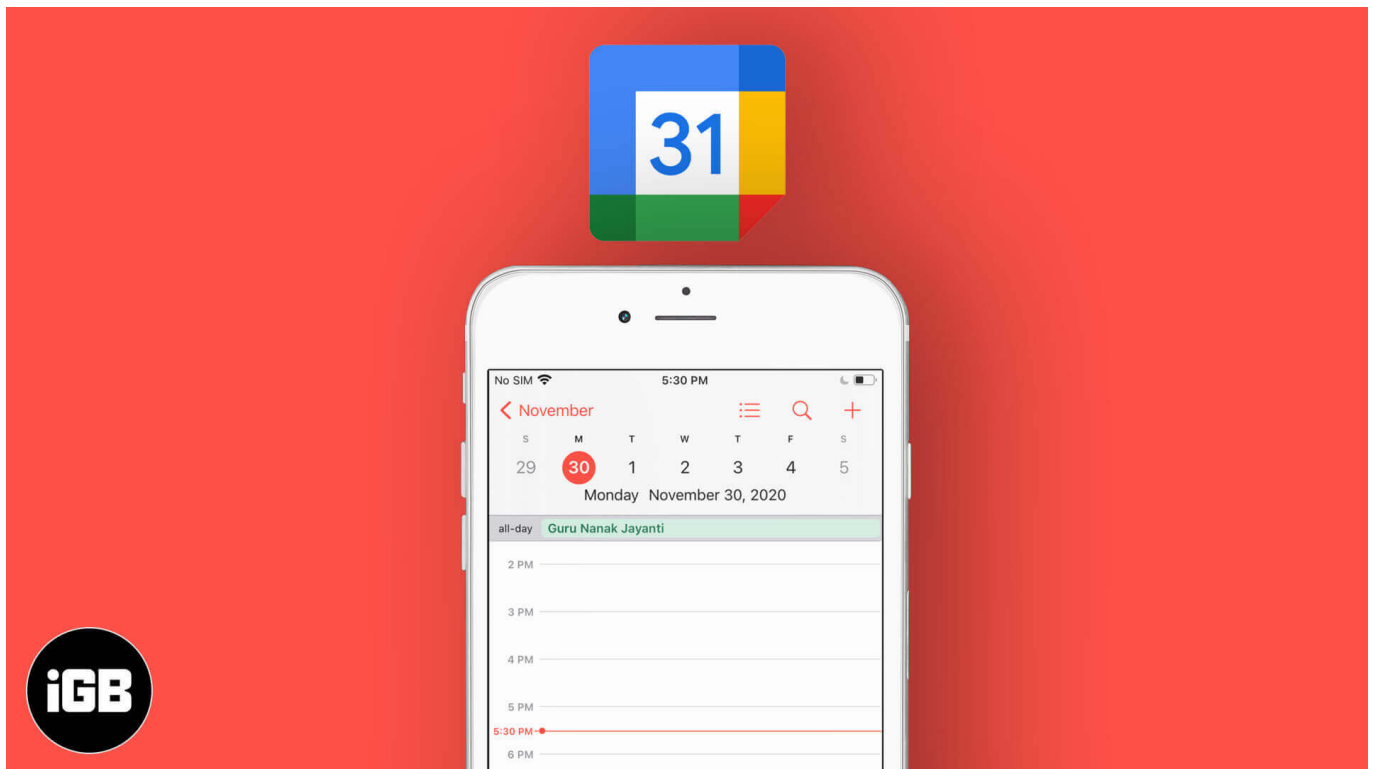 31
No SIM 5:30 PM
November
S M T W T F S
29 30 1 2 3 4 5
Monday November 30, 2020
all-day Guru Nanak Jayanti
2 PM
3 PM
4 PM
5 PM
5:30 PM
6 PM
iGB